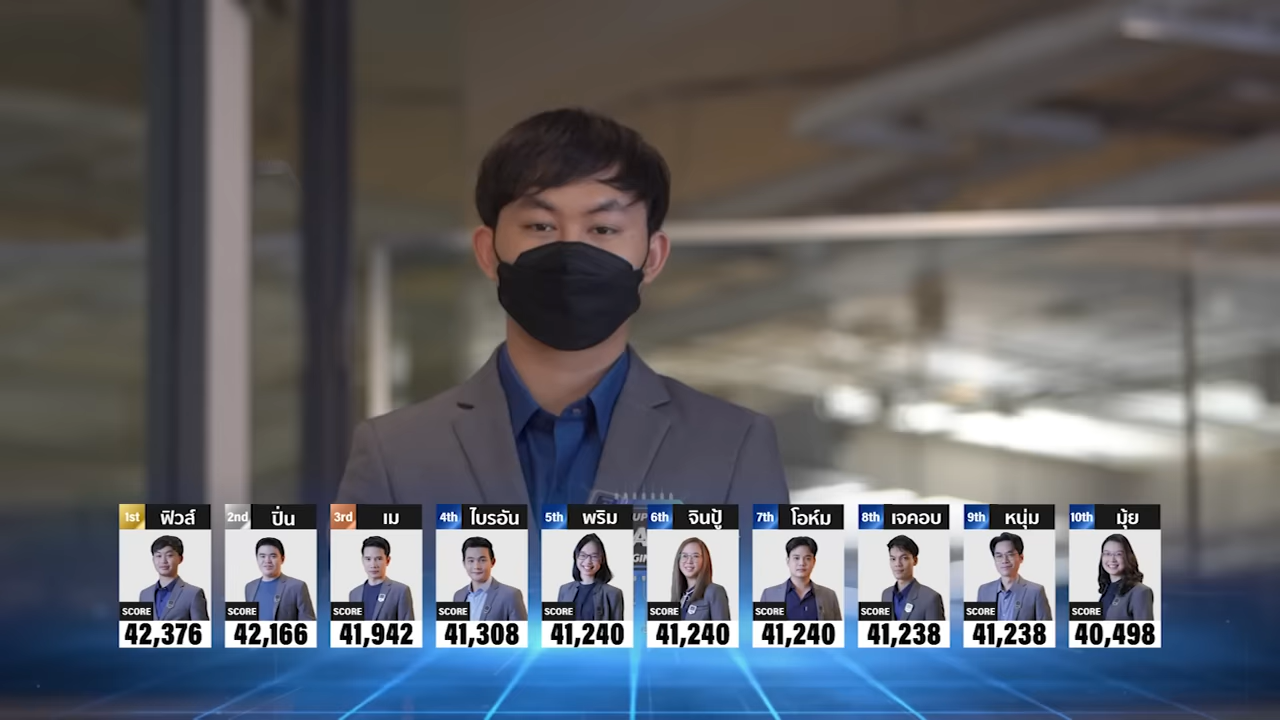 1st ฟิวส์
2nd ปิ่น
3rd เม
4th ไบรอัน
5th พริม
6th จินปู้
7th โอห์ม
8th เจคอบ
9th หนุ่ม
10th มุ้ย
SCORE SCORE SCORE SCORE SCORE SCORE SCORE SCORE SCORE SCORE
42,376 42,166 41,942 41,308 41,240 41,240 41,240 41,238 41,238 40,498